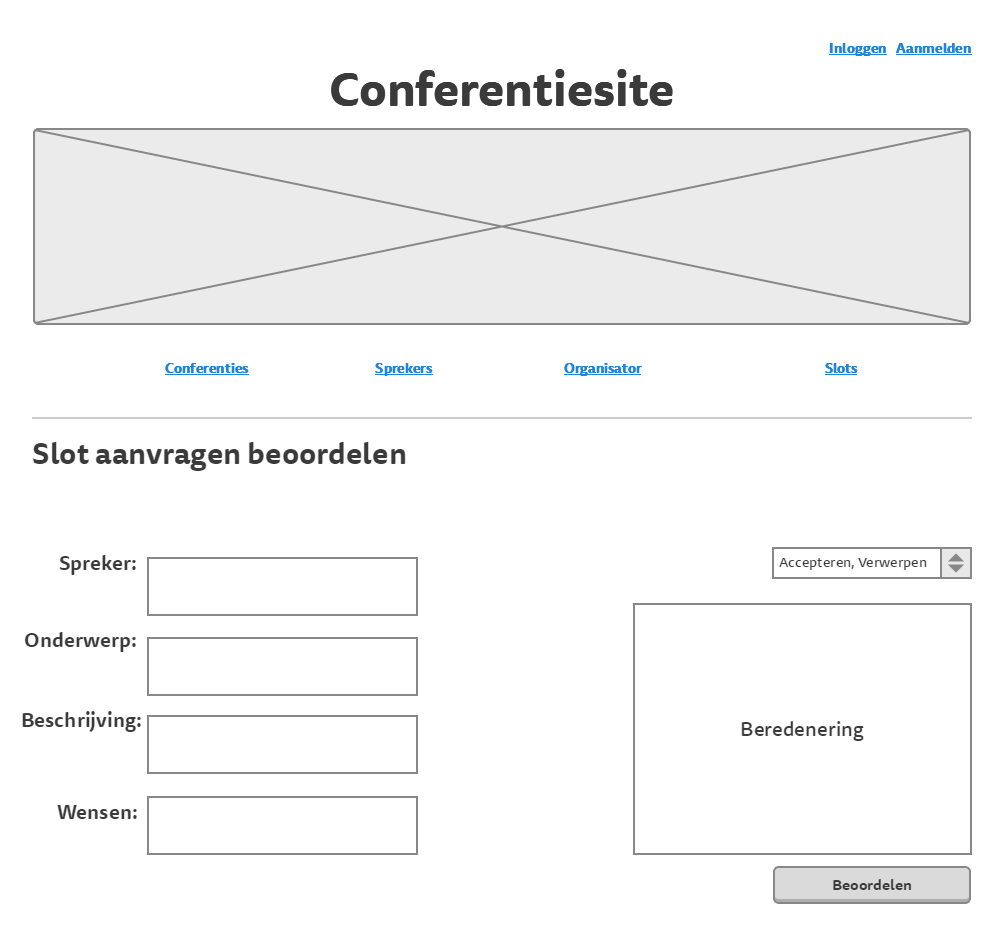 Inloggen Aanmelden
Conferentiesite
Conferenties Sprekers Organisator Slots
Slot aanvragen beoordelen
Spreker:
Accepteren, Verwerpen
Onderwerp:
Beschrijving:
Beredenering
Wensen:
Beoordelen